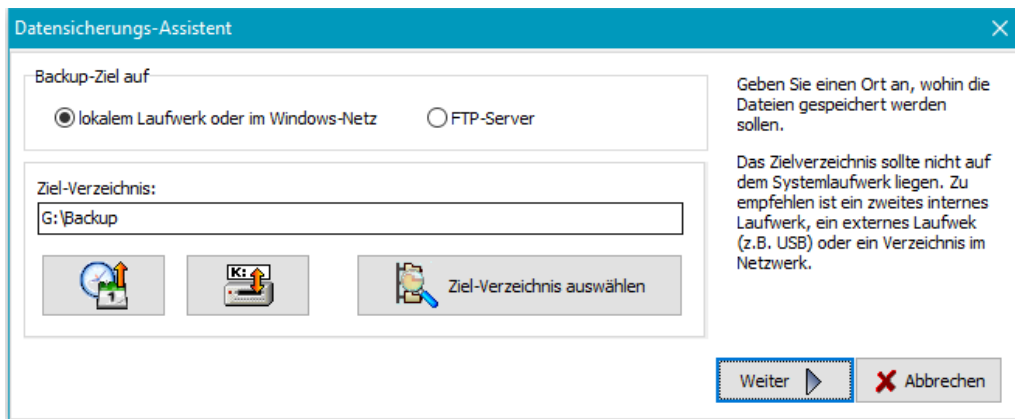 Datensicherungs-Assistent
Backup-Ziel auf
lokalem Laufwerk oder im Windows-Netz
FTP-Server
Ziel-Verzeichnis:
G:\Backup
1
K:
Ziel-Verzeichnis auswählen
Geben Sie einen Ort an, wohin die
Dateien gespeichert werden
sollen.
Das Zielverzeichnis sollte nicht auf
dem Systemlaufwerk liegen. Zu
empfehlen ist ein zweites internes
Laufwerk, ein externes Laufwek
(z.B. USB) oder ein Verzeichnis im
Netzwerk.
Weiter
Abbrechen